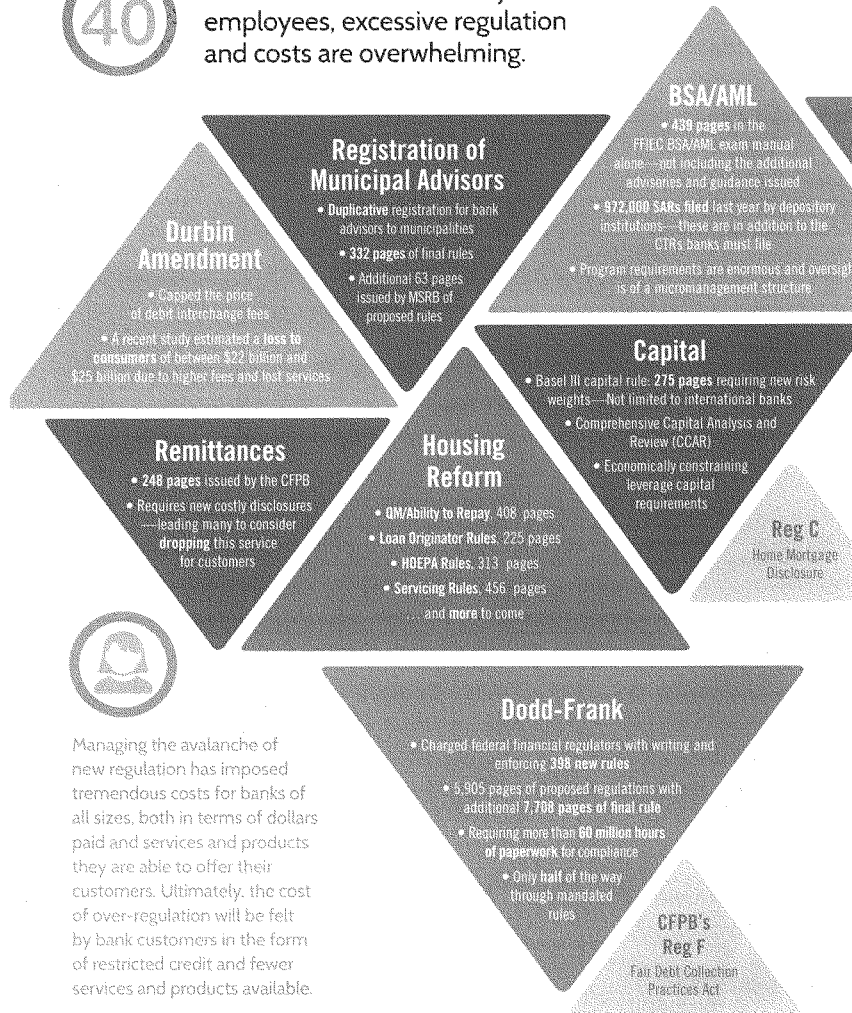 40
employees, excessive regulation
and costs are overwhelming.
BSA/AML
• 439 pages in the
FFIEC BSA/AML exam manual
alone—not including the additional
advisories and guidance issued
• 972,000 SARs filed last year by depository
institutions—these are in addition to the
CTRs banks must file
• Program requirements are enormous and oversigh
is of a micromanagement structure
Registration of
Municipal Advisors
• Duplicative registration for bank
advisors to municipalities
• 332 pages of final rules
• Additional 63 pages
issued by MSRB of
proposed rules
Durbin
Amendment
• Capped the price
of debit interchange fees
• A recent study estimated a loss to
consumers of between $22 billion and
$25 billion due to higher fees and lost services
Capital
• Basel III capital rule: 275 pages requiring new risk
weights—Not limited to international banks
• Comprehensive Capital Analysis and
Review (CCAR)
• Economically constraining
leverage capital
requirements
Remittances
• 248 pages issued by the CFPB
• Requires new costly disclosures
—leading many to consider
dropping this service
for customers
Housing
Reform
• QM/Ability to Repay, 408 pages
• Loan Originator Rules, 225 pages
• HOEPA Rules, 313 pages
• Servicing Rules, 456 pages
... and more to come
Reg C
Home Mortgage
Disclosure
Managing the avalanche of
new regulation has imposed
tremendous costs for banks of
all sizes, both in terms of dollars
paid and services and products
they are able to offer their
customers. Ultimately, the cost
of over-regulation will be felt
by bank customers in the form
of restricted credit and fewer
services and products available.
Dodd-Frank
• Charged federal financial regulators with writing and
enforcing 398 new rules
• 5,905 pages of proposed regulations with
additional 7,708 pages of final rule
• Requiring more than 60 million hours
of paperwork for compliance
• Only half of the way
through mandated
rules
CFPB's
Reg F
Fair Debt Collection
Practices Act